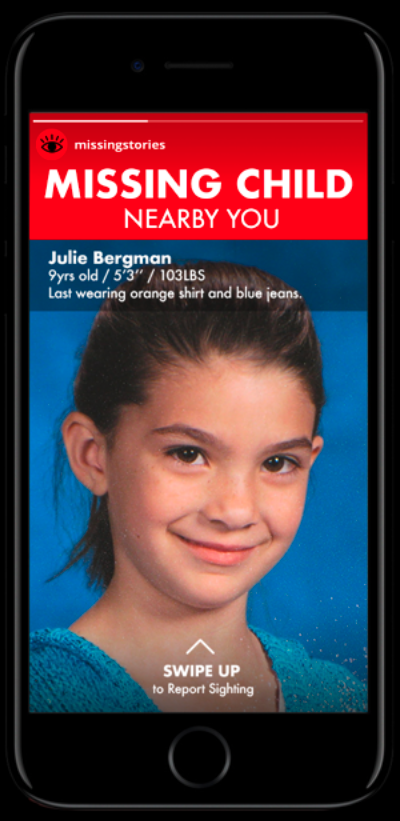 missingstories
MISSING CHILD
NEARBY YOU
Julie Bergman
9yrs old / 5'3'' / 103LBS
Last wearing orange shirt and blue jeans.
SWIPE UP
to Report Sighting